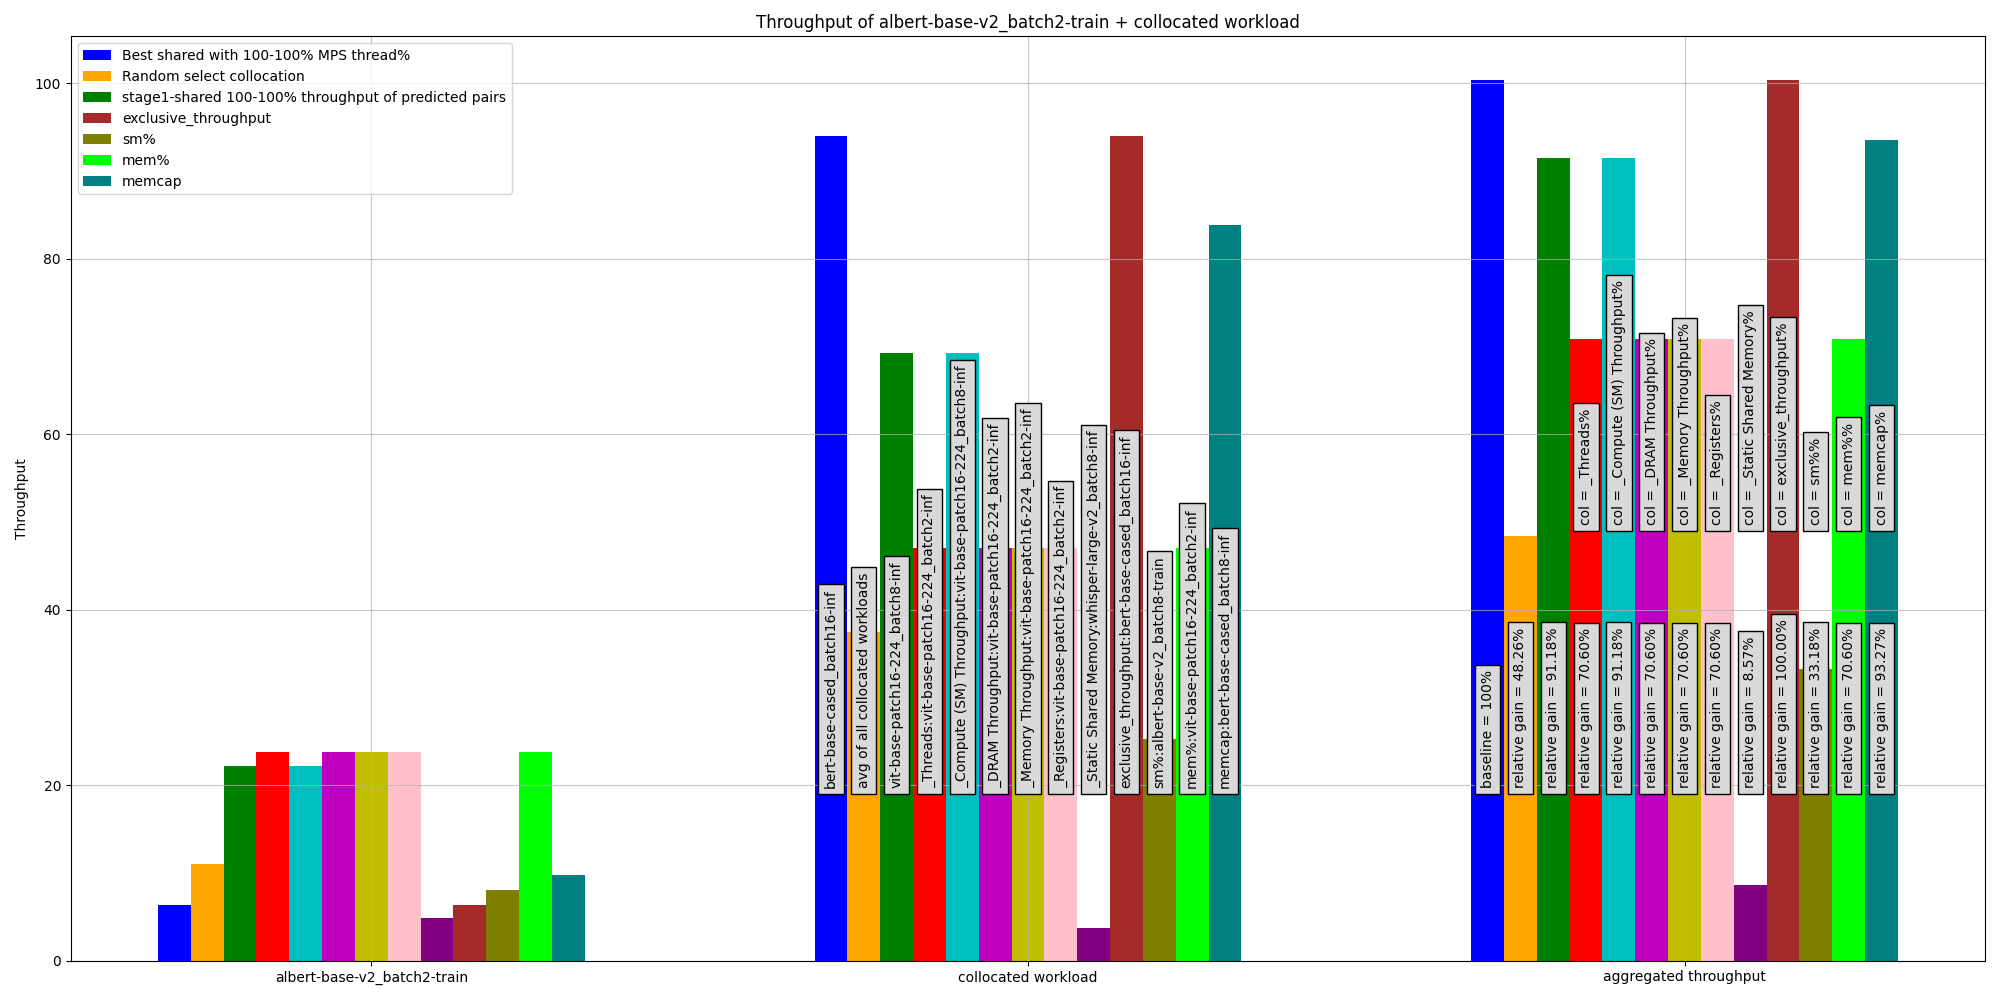 Throughput of albert-base-v2_batch2-train + collocated workload
Best shared with 100-100% MPS thread%
Random select collocation
stage1-shared 100-100% throughput of predicted pairs
exclusive_throughput
sm%
mem%
memcap
Throughput
100
80
60
40
20
0
bert-base-cased_batch16-inf
avg of all collocated workloads
vit-base-patch16-224_batch8-inf
_Threads:vit-base-patch16-224_batch2-inf
_Compute (SM) Throughput:vit-base-patch16-224_batch8-inf
_DRAM Throughput:vit-base-patch16-224_batch2-inf
_Memory Throughput:vit-base-patch16-224_batch2-inf
_Registers:vit-base-patch16-224_batch2-inf
_Static Shared Memory:whisper-large-v2_batch8-inf
exclusive_throughput:bert-base-cased_batch16-inf
sm%:albert-base-v2_batch8-train
mem%:vit-base-patch16-224_batch2-inf
memcap:bert-base-cased_batch8-inf
col = _Threads%
col = _Compute (SM) Throughput%
col = _DRAM Throughput%
col = _Memory Throughput%
col = _Registers%
col = _Static Shared Memory%
col = exclusive_throughput%
col = sm%%
col = mem%%
col = memcap%
baseline = 100%
relative gain = 48.26%
relative gain = 91.18%
relative gain = 70.60%
relative gain = 91.18%
relative gain = 70.60%
relative gain = 70.60%
relative gain = 70.60%
relative gain = 8.57%
relative gain = 100.00%
relative gain = 33.18%
relative gain = 70.60%
relative gain = 93.27%
albert-base-v2_batch2-train
collocated workload
aggregated throughput